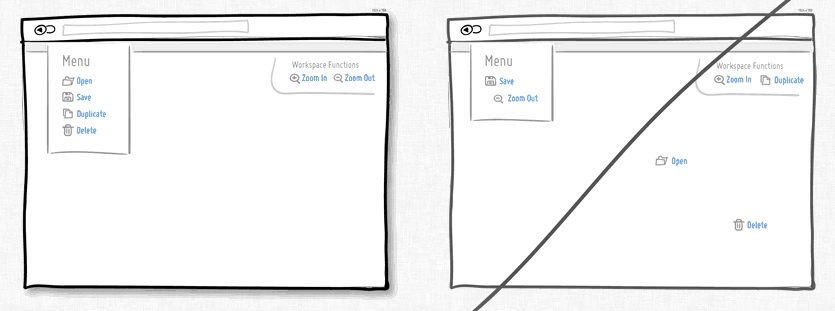 Menu
Open
Save
Duplicate
Delete
Workspace Functions
Zoom In Zoom Out
Menu
Save
Zoom Out
Workspace Functions
Zoom In Duplicate
Open
Delete